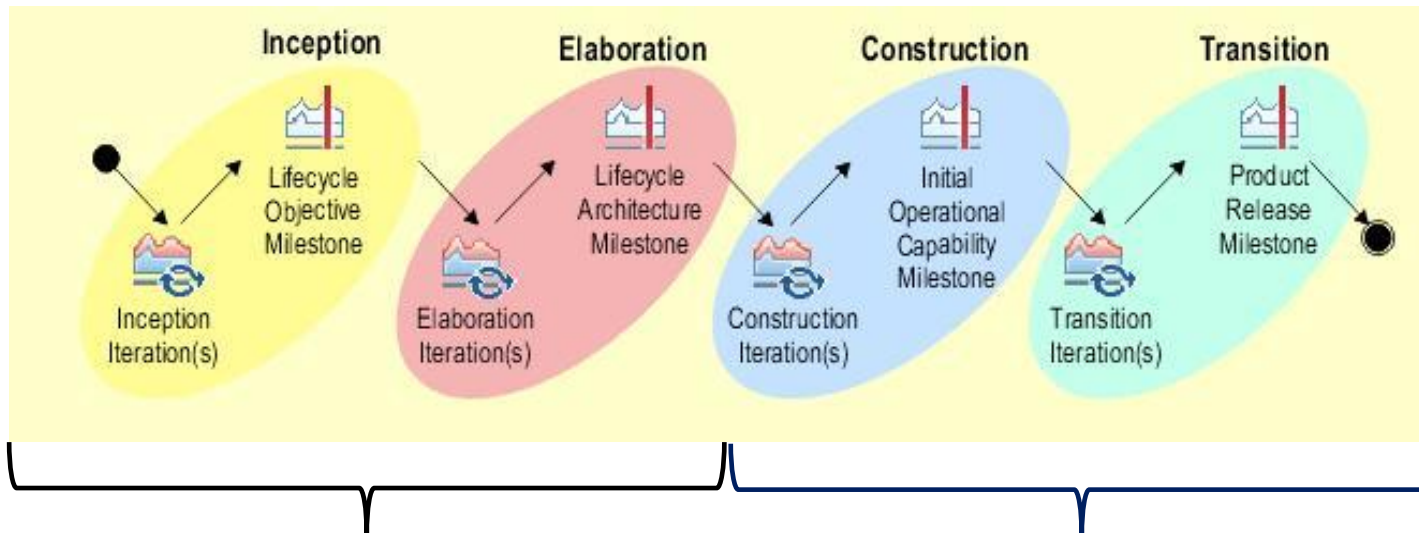 Inception
Lifecycle
Objective
Milestone
Inception
Iteration(s)
Elaboration
Lifecycle
Architecture
Milestone
Elaboration
Iteration(s)
Construction
Initial
Operational
Capability
Milestone
Construction
Iteration(s)
Transition
Product
Release
Milestone
Transition
Iteration(s)